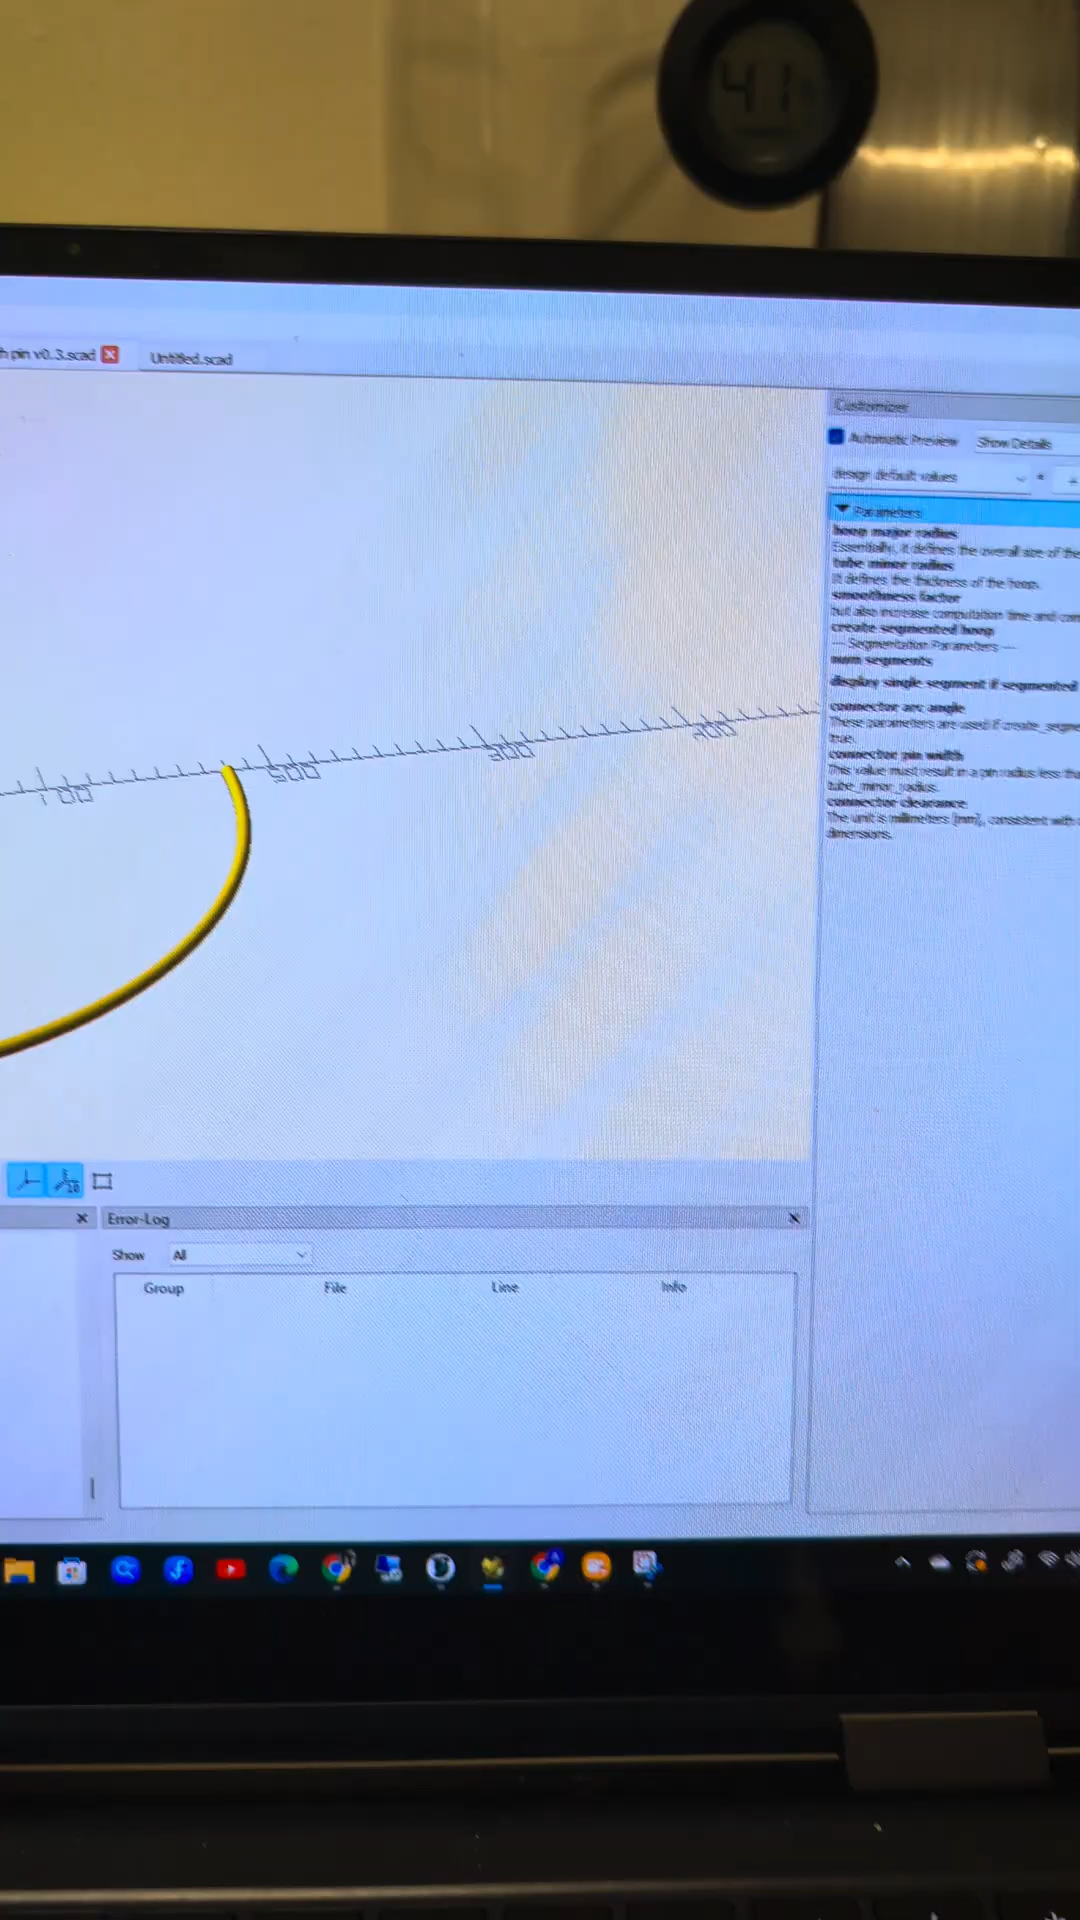 41
h pin v0.3.scad
Untitled.scad
Customizer
Automatic Preview
Show Details
design default values
Parameters
hoop major radius
Essentially, it defines the overall size of the
tube minor radius
It defines the thickness of the hoop.
smoothness factor
but also increase computation time and com
create segmented hoop
--- Segmentation Parameters ---
num segments
display single segment if segmented
connector arc angle
These parameters are used if create_segme
true.
connector pin width
This value must result in a pin radius less tha
tube_minor_radius.
connector clearance
The unit is millimeters [mm], consistent with
dimensions.
100
200
300
400
Error-Log
Show
All
Group
File
Line
Info